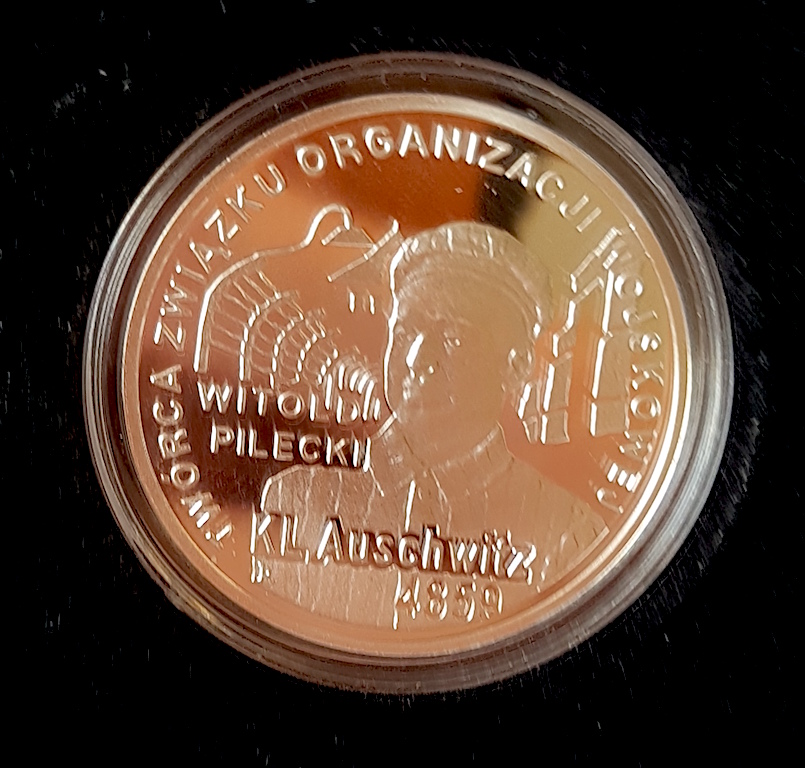 TWÓRCA ZWIĄZKU ORGANIZACJI WOJSKOWEJ
WITOLD
PILECKI
KL Auschwitz
4859